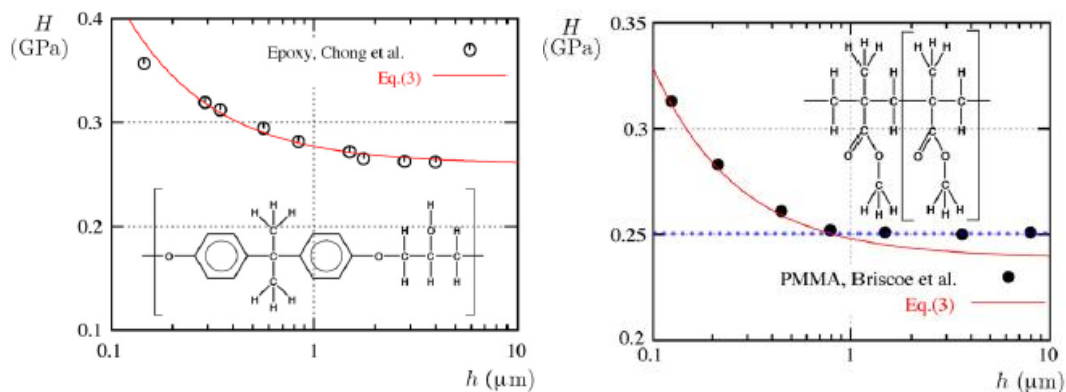 H
(GPa)
0.4
0.3
0.2
0.1
Epoxy, Chong et al.
Eq.(3)
H H
H C
H O H
O C O C C C
C H H H
H H
H
0.1
1
10
h (μm)
H
(GPa)
0.35
0.3
0.25
0.2
H H
H H H H
C H C H
C C C C
H C H C H
O O O O
C C
H H H H
H H
PMMA, Briscoe et al.
Eq.(3)
0.1
1
10
h (μm)